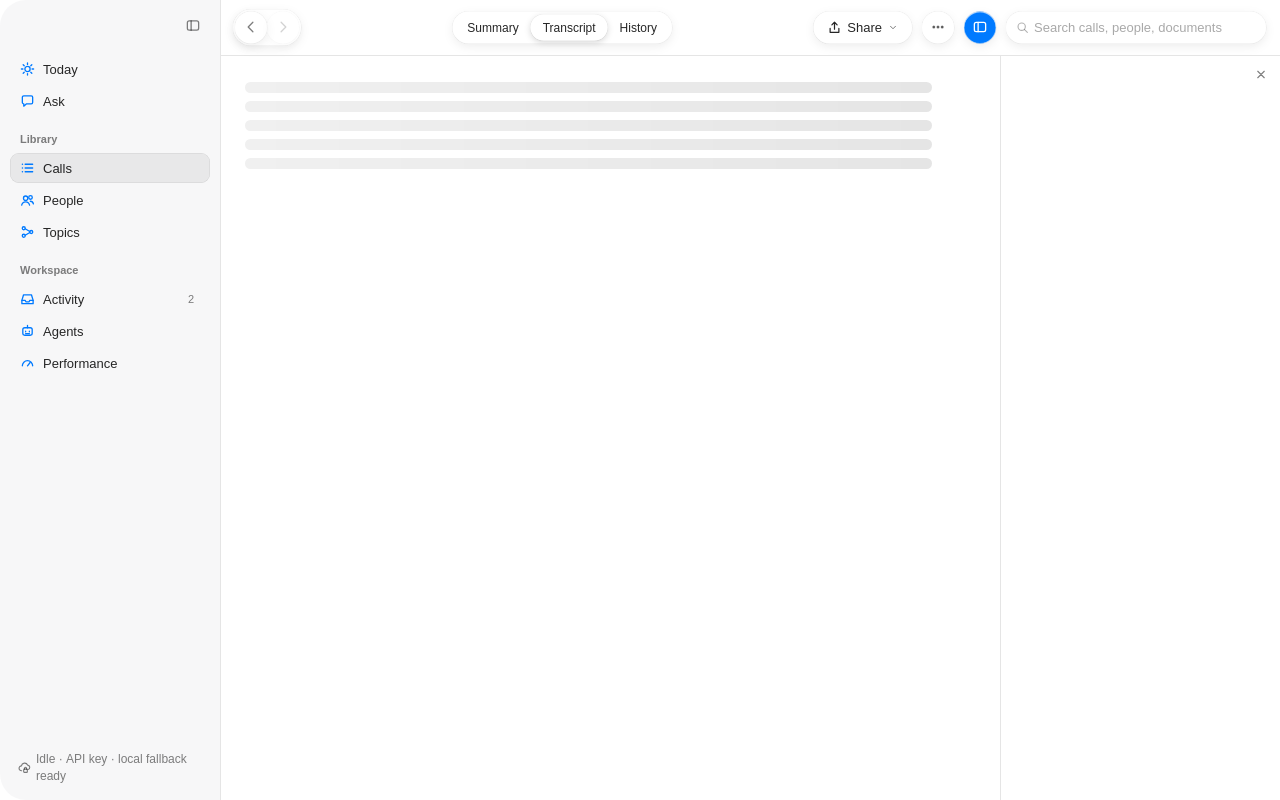 Today
Ask
Library
Calls
People
Topics
Workspace
Activity 2
Agents
Performance
Idle · API key · local fallback
ready
Summary Transcript History
Share
Search calls, people, documents